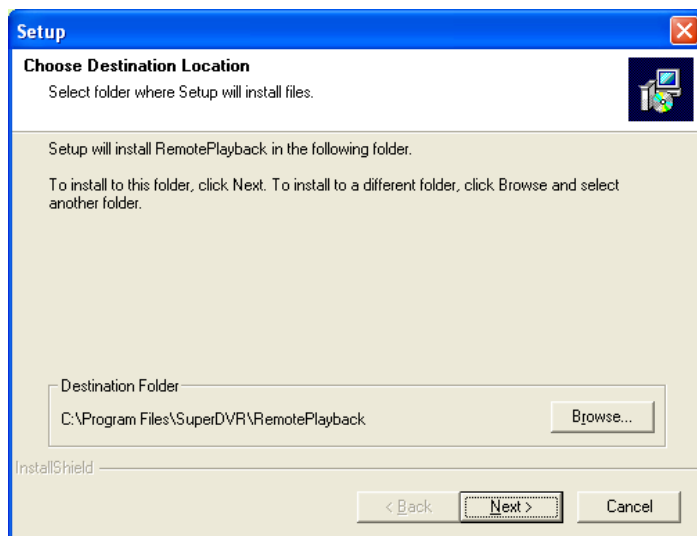 Setup
Choose Destination Location
Select folder where Setup will install files.
Setup will install RemotePlayback in the following folder.
To install to this folder, click Next. To install to a different folder, click Browse and select
another folder.
Destination Folder
C:\Program Files\SuperDVR\RemotePlayback
Browse...
InstallShield
< Back
Next >
Cancel